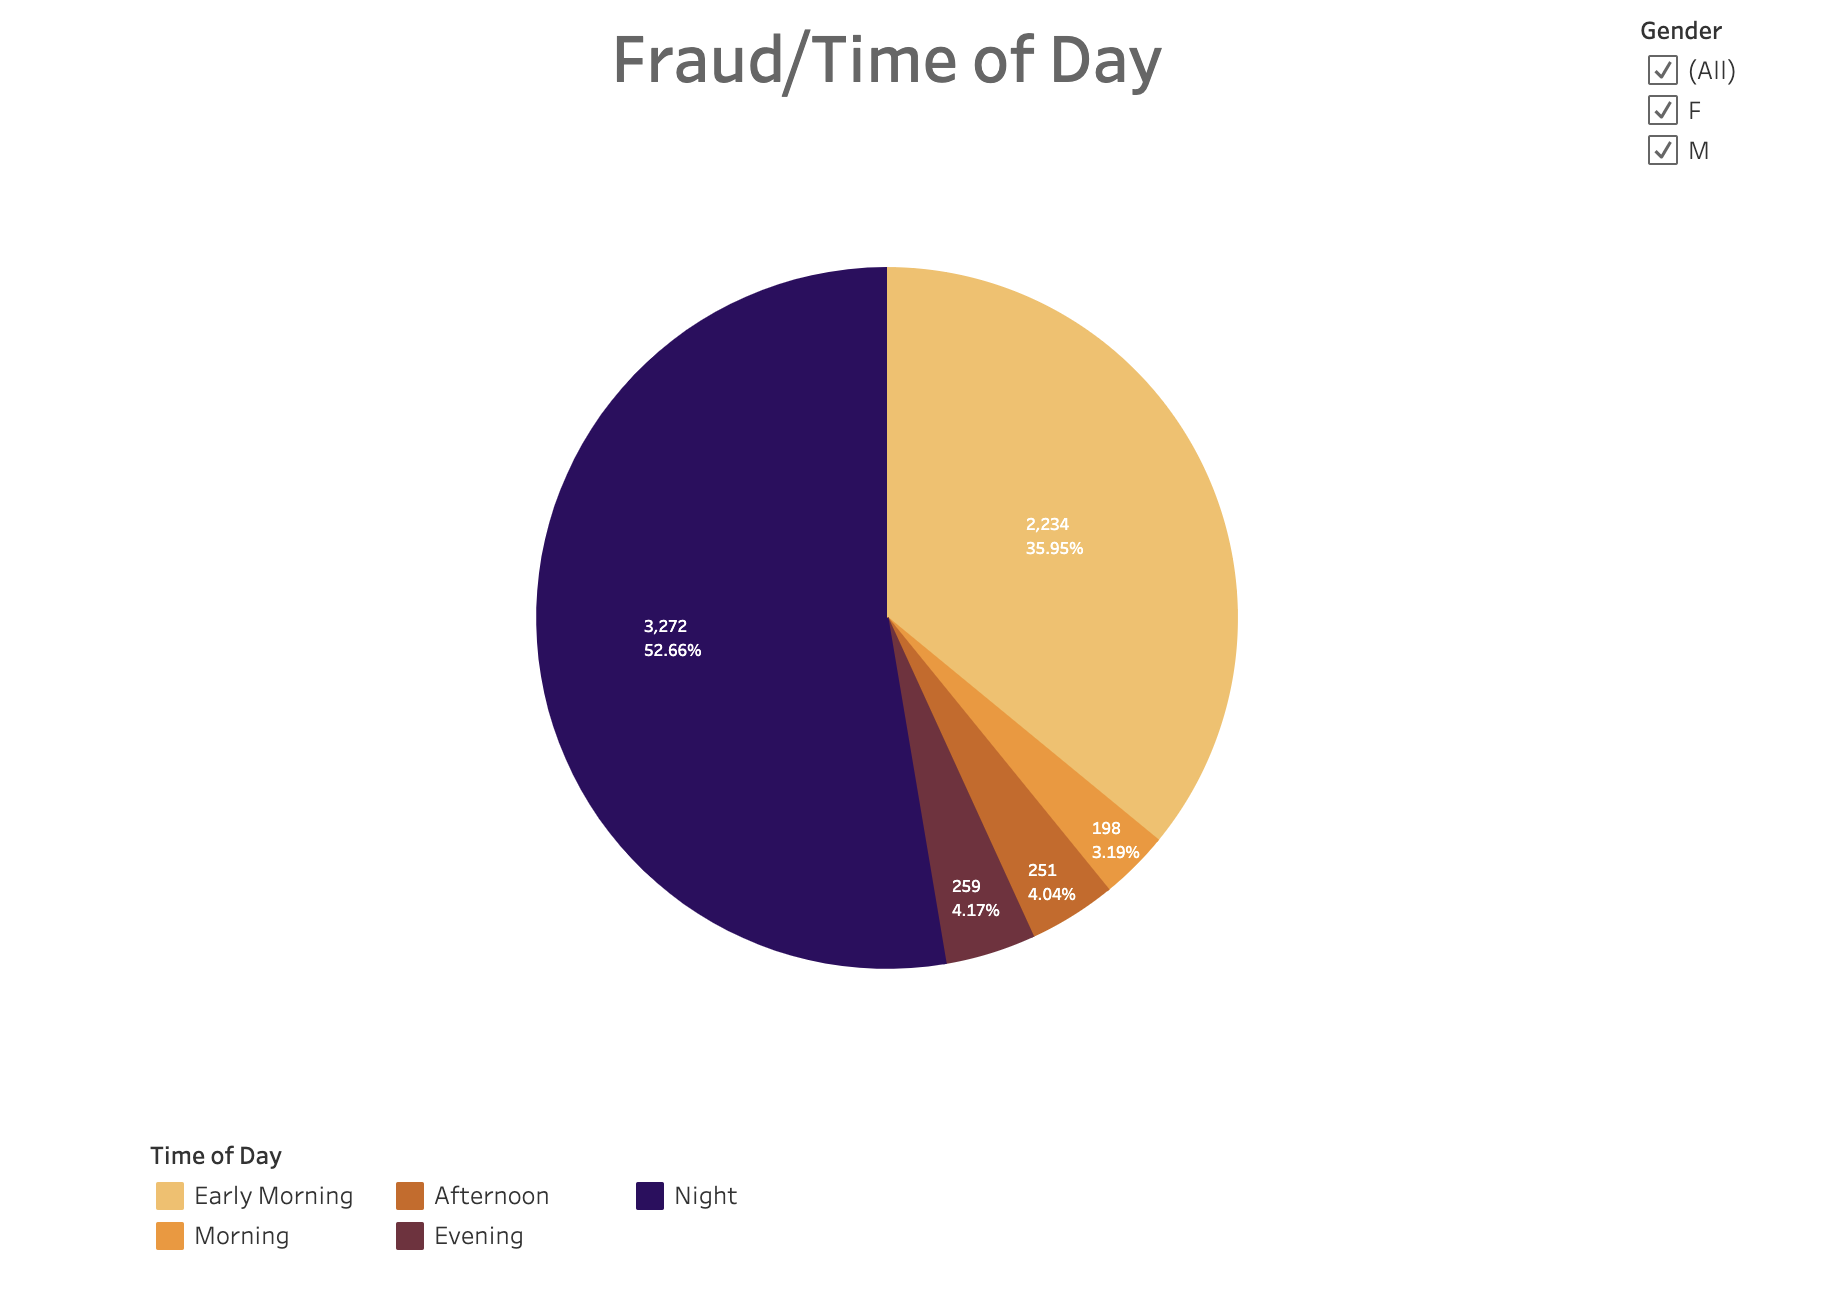 Fraud/Time of Day
Gender
(All)
F
M
2,234
35.95%
3,272
52.66%
198
3.19%
251
4.04%
259
4.17%
Time of Day
Early Morning
Afternoon
Night
Morning
Evening